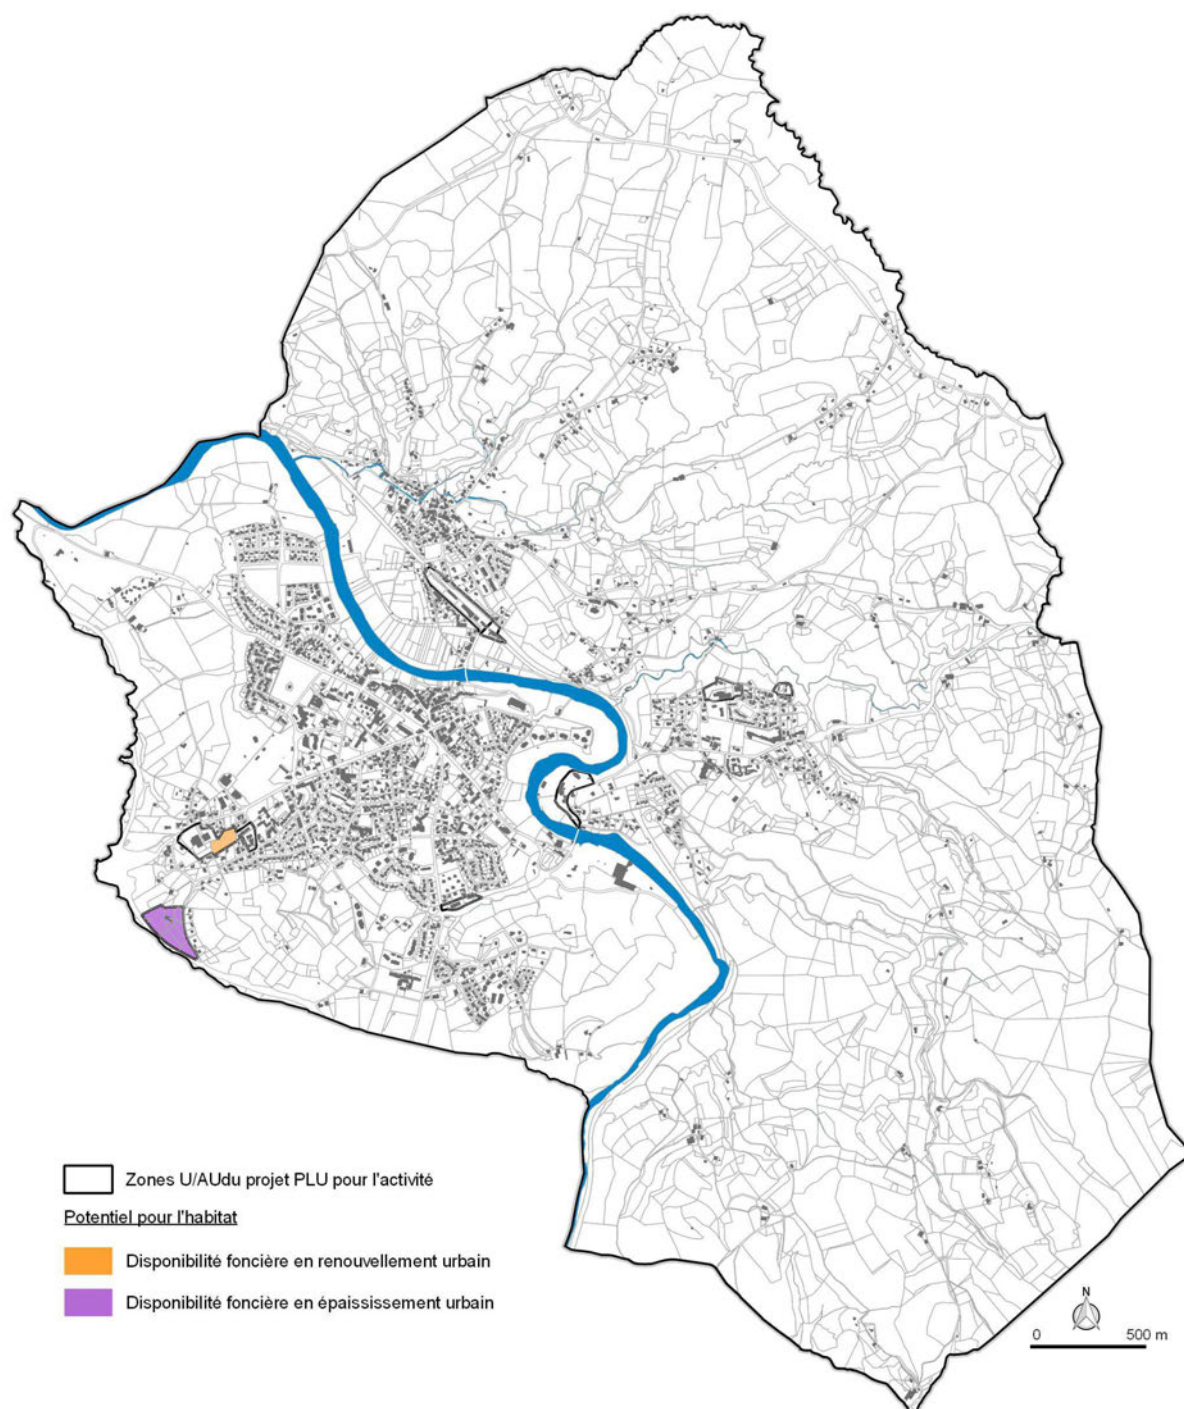 Zones U/AUdu projet PLU pour l'activité
Potentiel pour l'habitat
Disponibilité foncière en renouvellement urbain
Disponibilité foncière en épaississement urbain
N
0 500 m